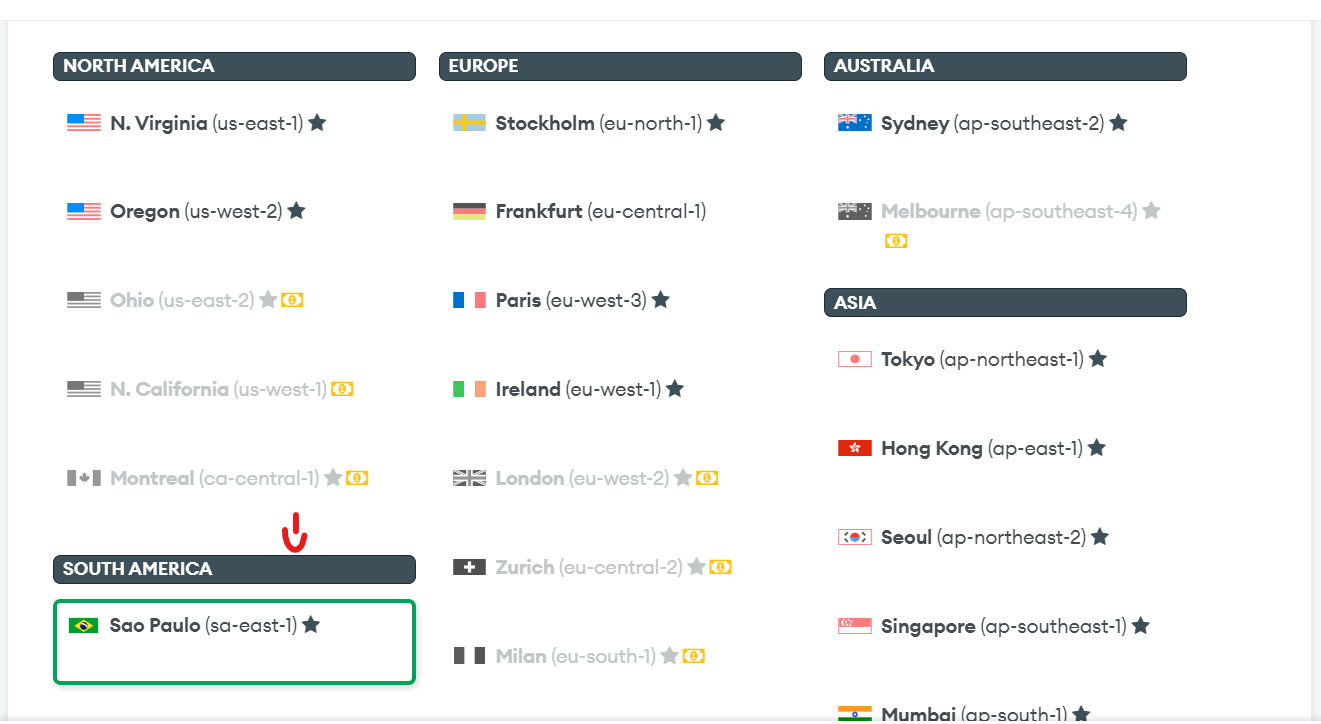 NORTH AMERICA
N. Virginia (us-east-1)
Oregon (us-west-2)
Ohio (us-east-2)
N. California (us-west-1)
Montreal (ca-central-1)
SOUTH AMERICA
Sao Paulo (sa-east-1)
EUROPE
Stockholm (eu-north-1)
Frankfurt (eu-central-1)
Paris (eu-west-3)
Ireland (eu-west-1)
London (eu-west-2)
Zurich (eu-central-2)
Milan (eu-south-1)
AUSTRALIA
Sydney (ap-southeast-2)
Melbourne (ap-southeast-4)
ASIA
Tokyo (ap-northeast-1)
Hong Kong (ap-east-1)
Seoul (ap-northeast-2)
Singapore (ap-southeast-1)
Mumbai (ap-south-1)